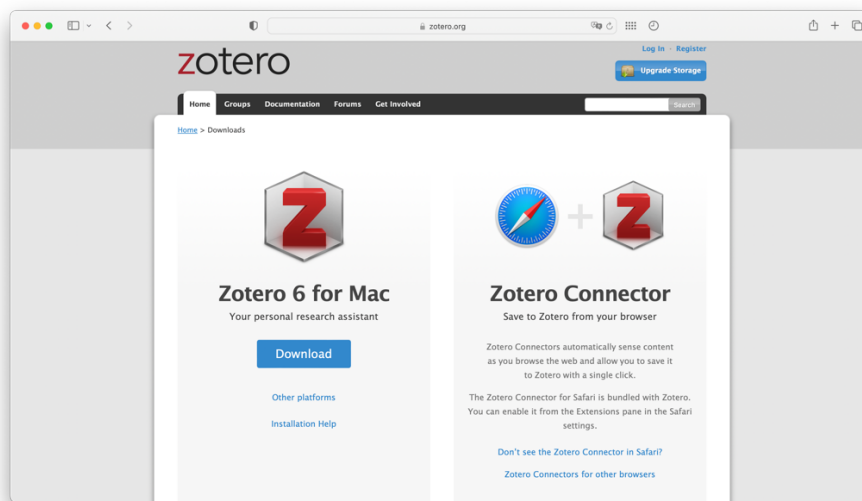 zotero.org
zotero
Log In · Register
Upgrade Storage
Home Groups Documentation Forums Get Involved
Search
Home > Downloads
Z
Z
Zotero 6 for Mac
Your personal research assistant
Download
Other platforms
Installation Help
Zotero Connector
Save to Zotero from your browser
Zotero Connectors automatically sense content
as you browse the web and allow you to save it
to Zotero with a single click.
The Zotero Connector for Safari is bundled with Zotero.
You can enable it from the Extensions pane in the Safari
settings.
Don't see the Zotero Connector in Safari?
Zotero Connectors for other browsers